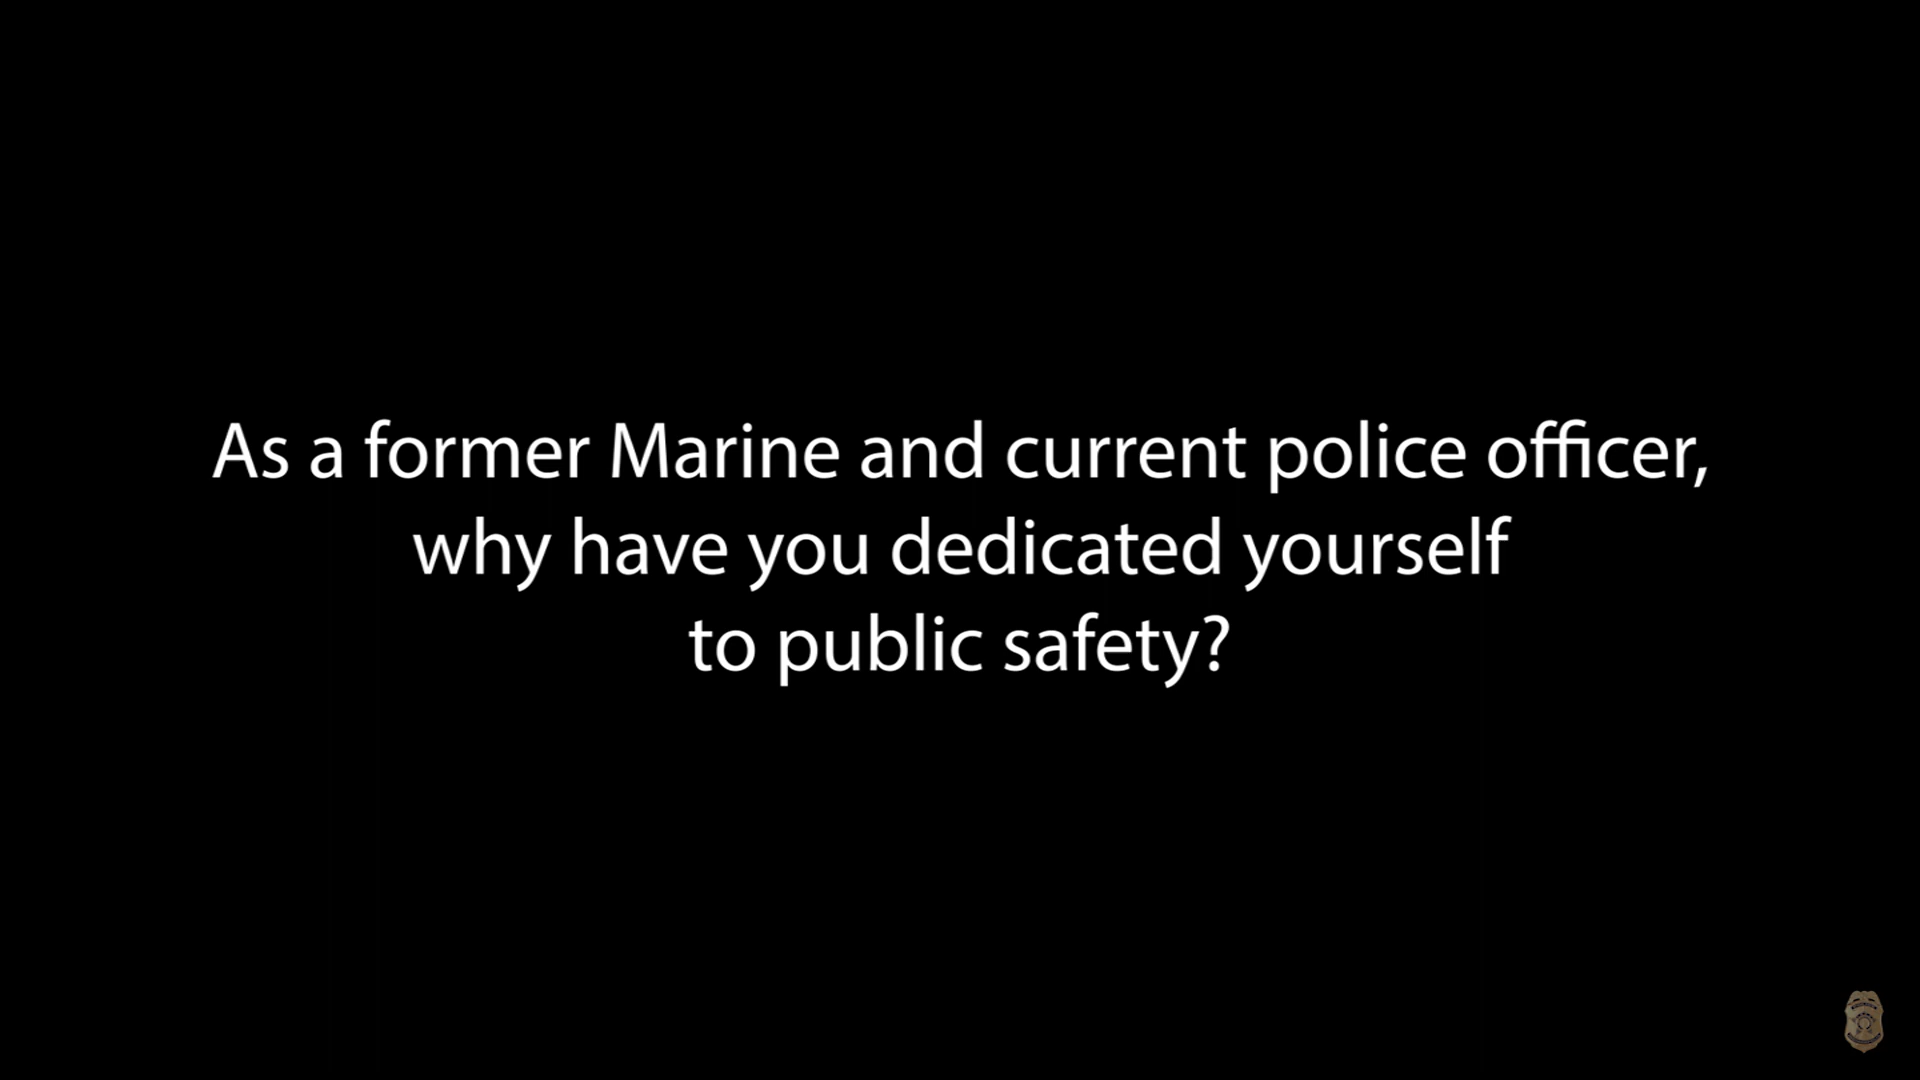 As a former Marine and current police officer,
why have you dedicated yourself
to public safety?